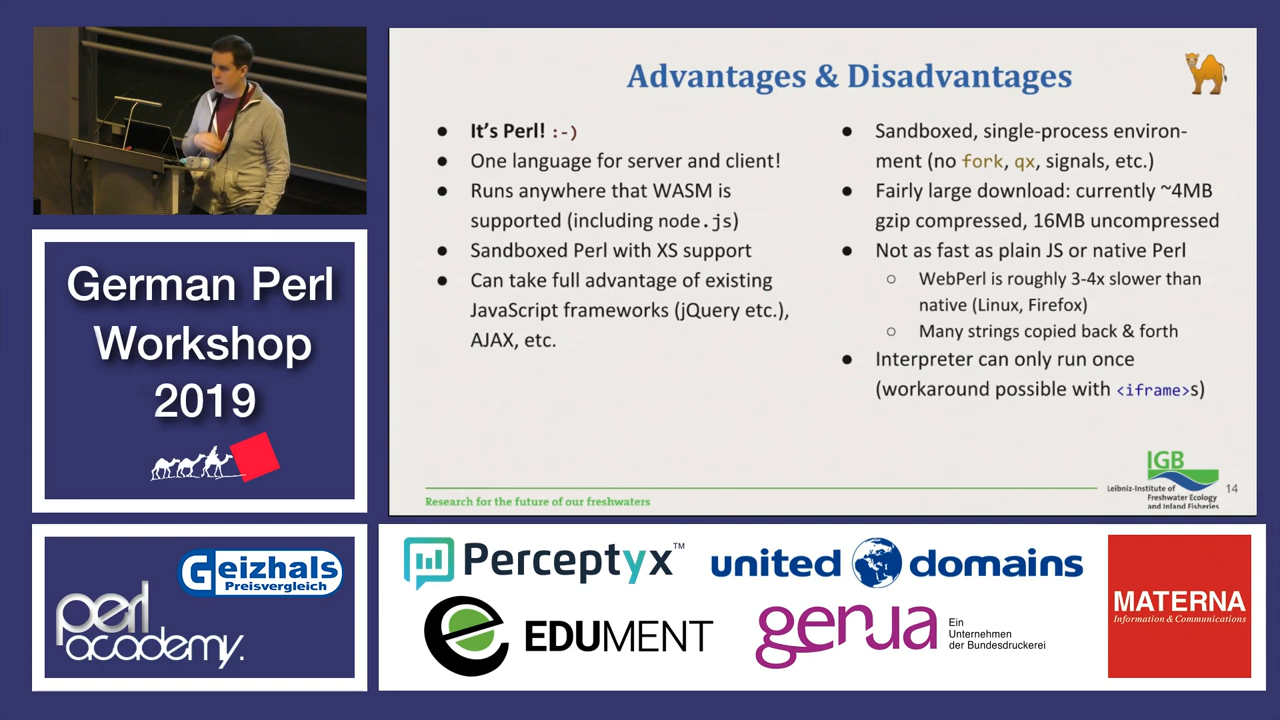 Advantages & Disadvantages
● It's Perl! :-)
● One language for server and client!
● Runs anywhere that WASM is
supported (including node.js)
● Sandboxed Perl with XS support
● Can take full advantage of existing
JavaScript frameworks (jQuery etc.),
AJAX, etc.
● Sandboxed, single-process environ-
ment (no fork, qx, signals, etc.)
● Fairly large download: currently ~4MB
gzip compressed, 16MB uncompressed
● Not as fast as plain JS or native Perl
○ WebPerl is roughly 3-4x slower than
native (Linux, Firefox)
○ Many strings copied back & forth
● Interpreter can only run once
(workaround possible with <iframe>s)
Research for the future of our freshwaters
IGB
Leibniz-Institute of
Freshwater Ecology
and Inland Fisheries
14
German Perl
Workshop
2019
Geizhals
Preisvergleich
perl
academy.
Perceptyx™
united domains
EDUMENT
genua
Ein
Unternehmen
der Bundesdruckerei
MATERNA
Information & Communications